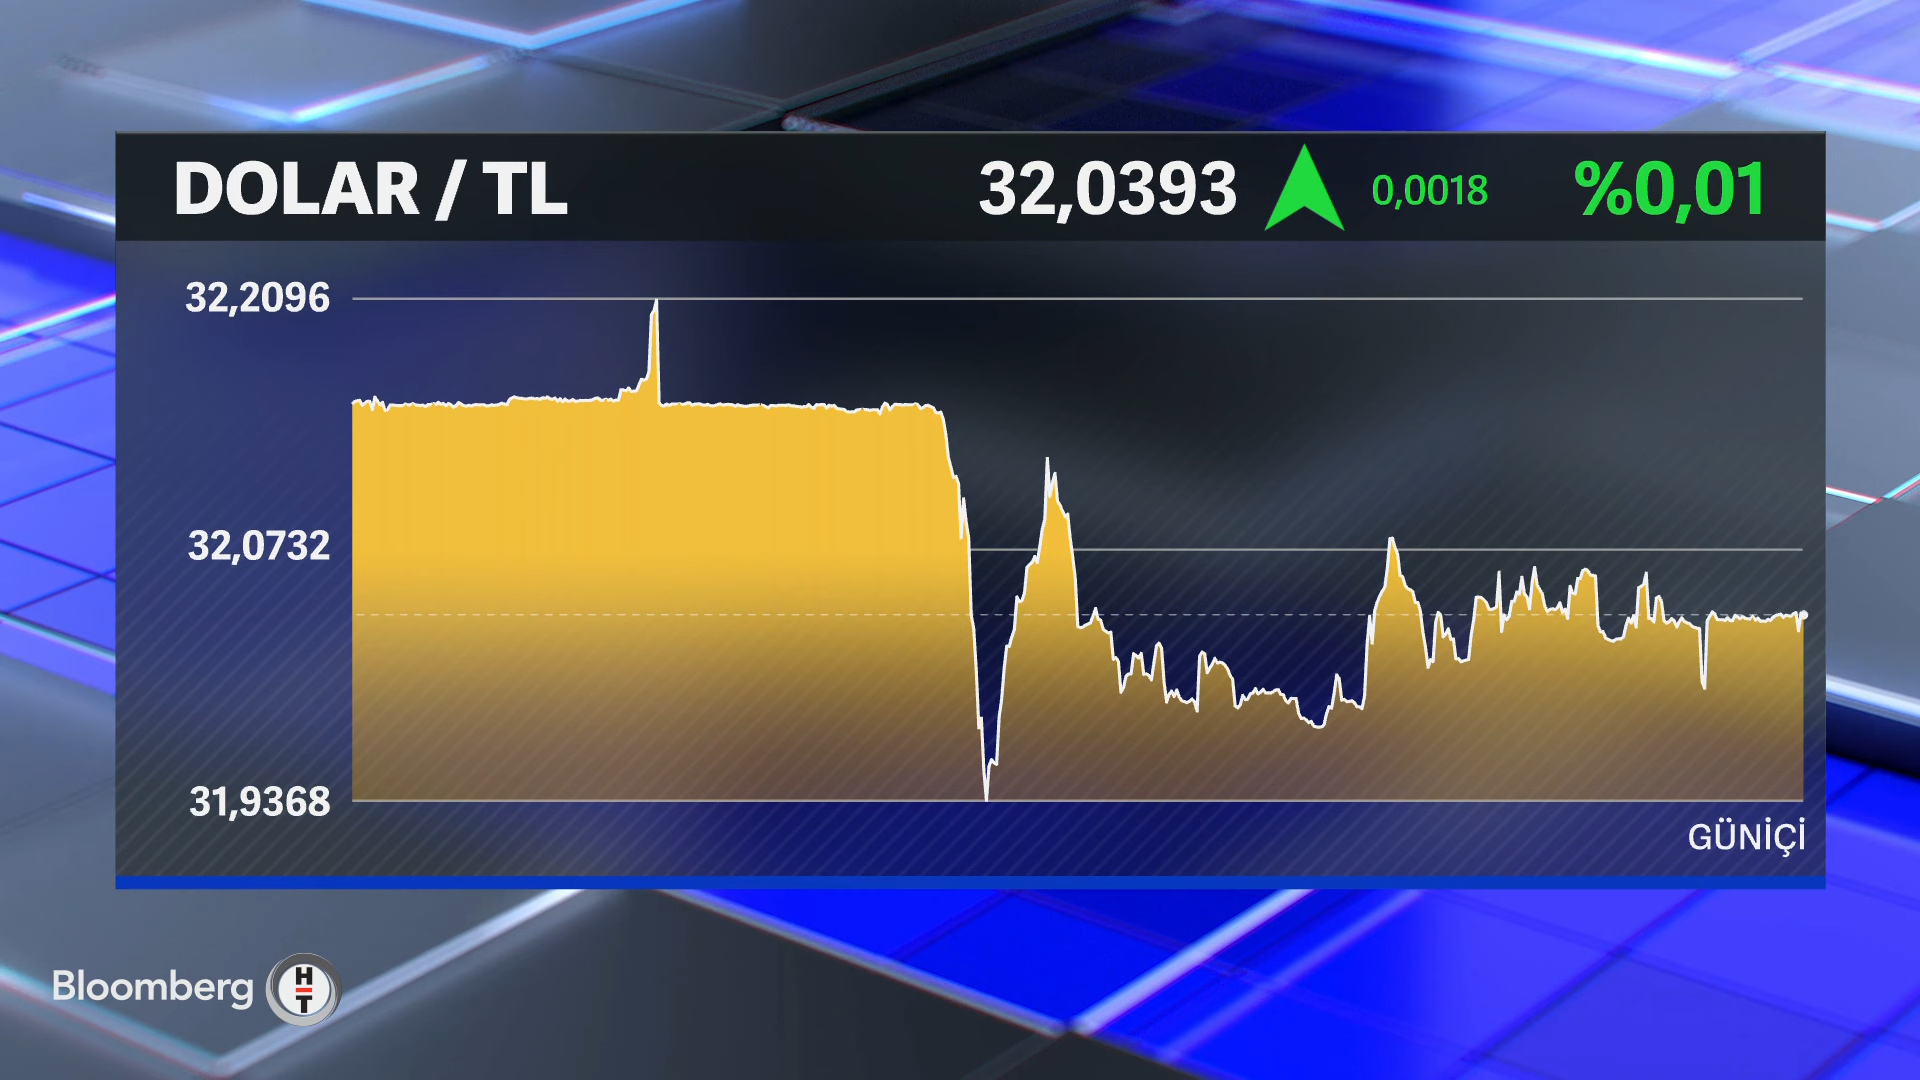 DOLAR / TL 32,0393 0,0018 %0,01
32,2096
32,0732
31,9368
GÜNİÇİ
Bloomberg HT